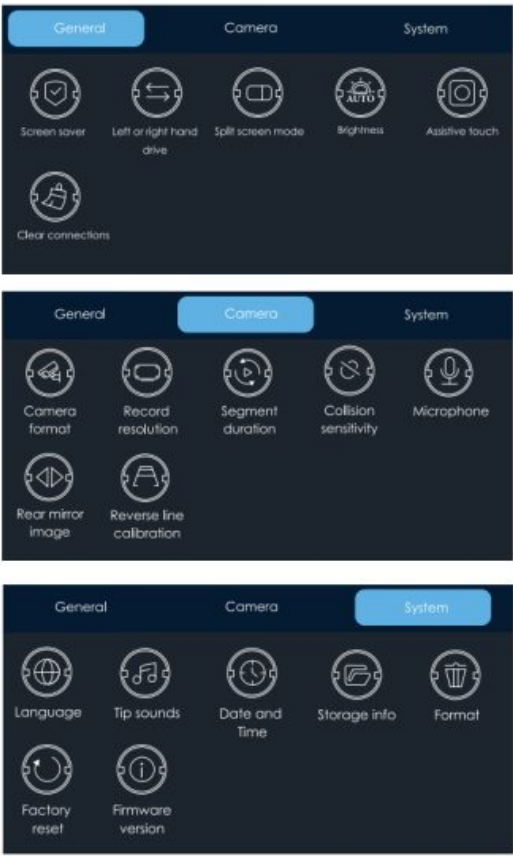 General Camera System
Screen saver Left or right hand drive Split screen mode Brightness Assistive touch
AUTO
Clear connections
General Camera System
Camera format Record resolution Segment duration Collision sensitivity Microphone
Rear mirror image Reverse line calibration
General Camera System
Language Tip sounds Date and Time Storage info Format
Factory reset Firmware version